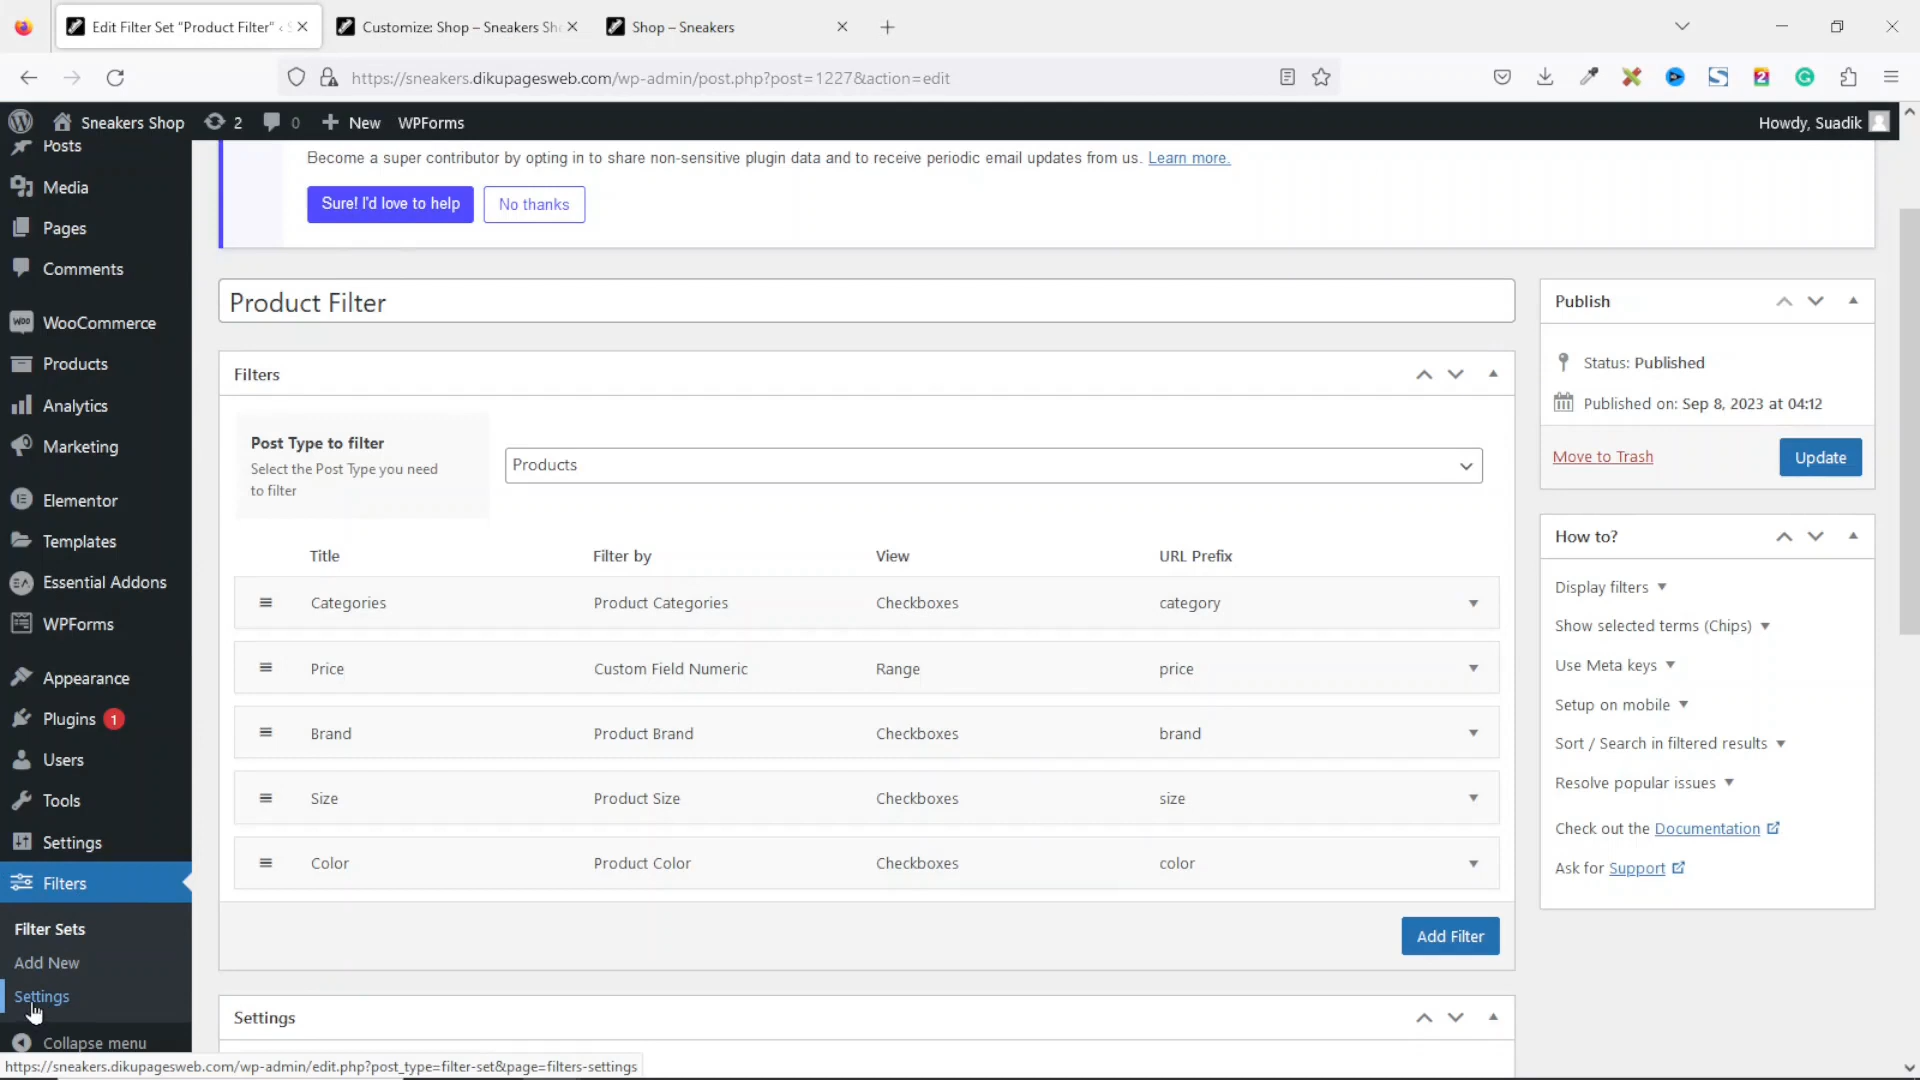 Edit Filter Set “Product Filter” ‹ S
Customize: Shop – Sneakers Sho
Shop – Sneakers
https://sneakers.dikupagesweb.com/wp-admin/post.php?post=1227&action=edit
Sneakers Shop
2
0
New
WPForms
Howdy, Suadik
Posts
Media
Pages
Comments
WooCommerce
Products
Analytics
Marketing
Elementor
Templates
Essential Addons
WPForms
Appearance
Plugins 1
Users
Tools
Settings
Filters
Filter Sets
Add New
Settings
Collapse menu
Become a super contributor by opting in to share non-sensitive plugin data and to receive periodic email updates from us. Learn more.
Sure! I'd love to help
No thanks
Product Filter
Filters
Post Type to filter
Select the Post Type you need
to filter
Products
Title Filter by View URL Prefix
Categories Product Categories Checkboxes category
Price Custom Field Numeric Range price
Brand Product Brand Checkboxes brand
Size Product Size Checkboxes size
Color Product Color Checkboxes color
Add Filter
Settings
Publish
Status: Published
Published on: Sep 8, 2023 at 04:12
Move to Trash
Update
How to?
Display filters
Show selected terms (Chips)
Use Meta keys
Setup on mobile
Sort / Search in filtered results
Resolve popular issues
Check out the Documentation
Ask for Support
https://sneakers.dikupagesweb.com/wp-admin/edit.php?post_type=filter-set&page=filters-settings